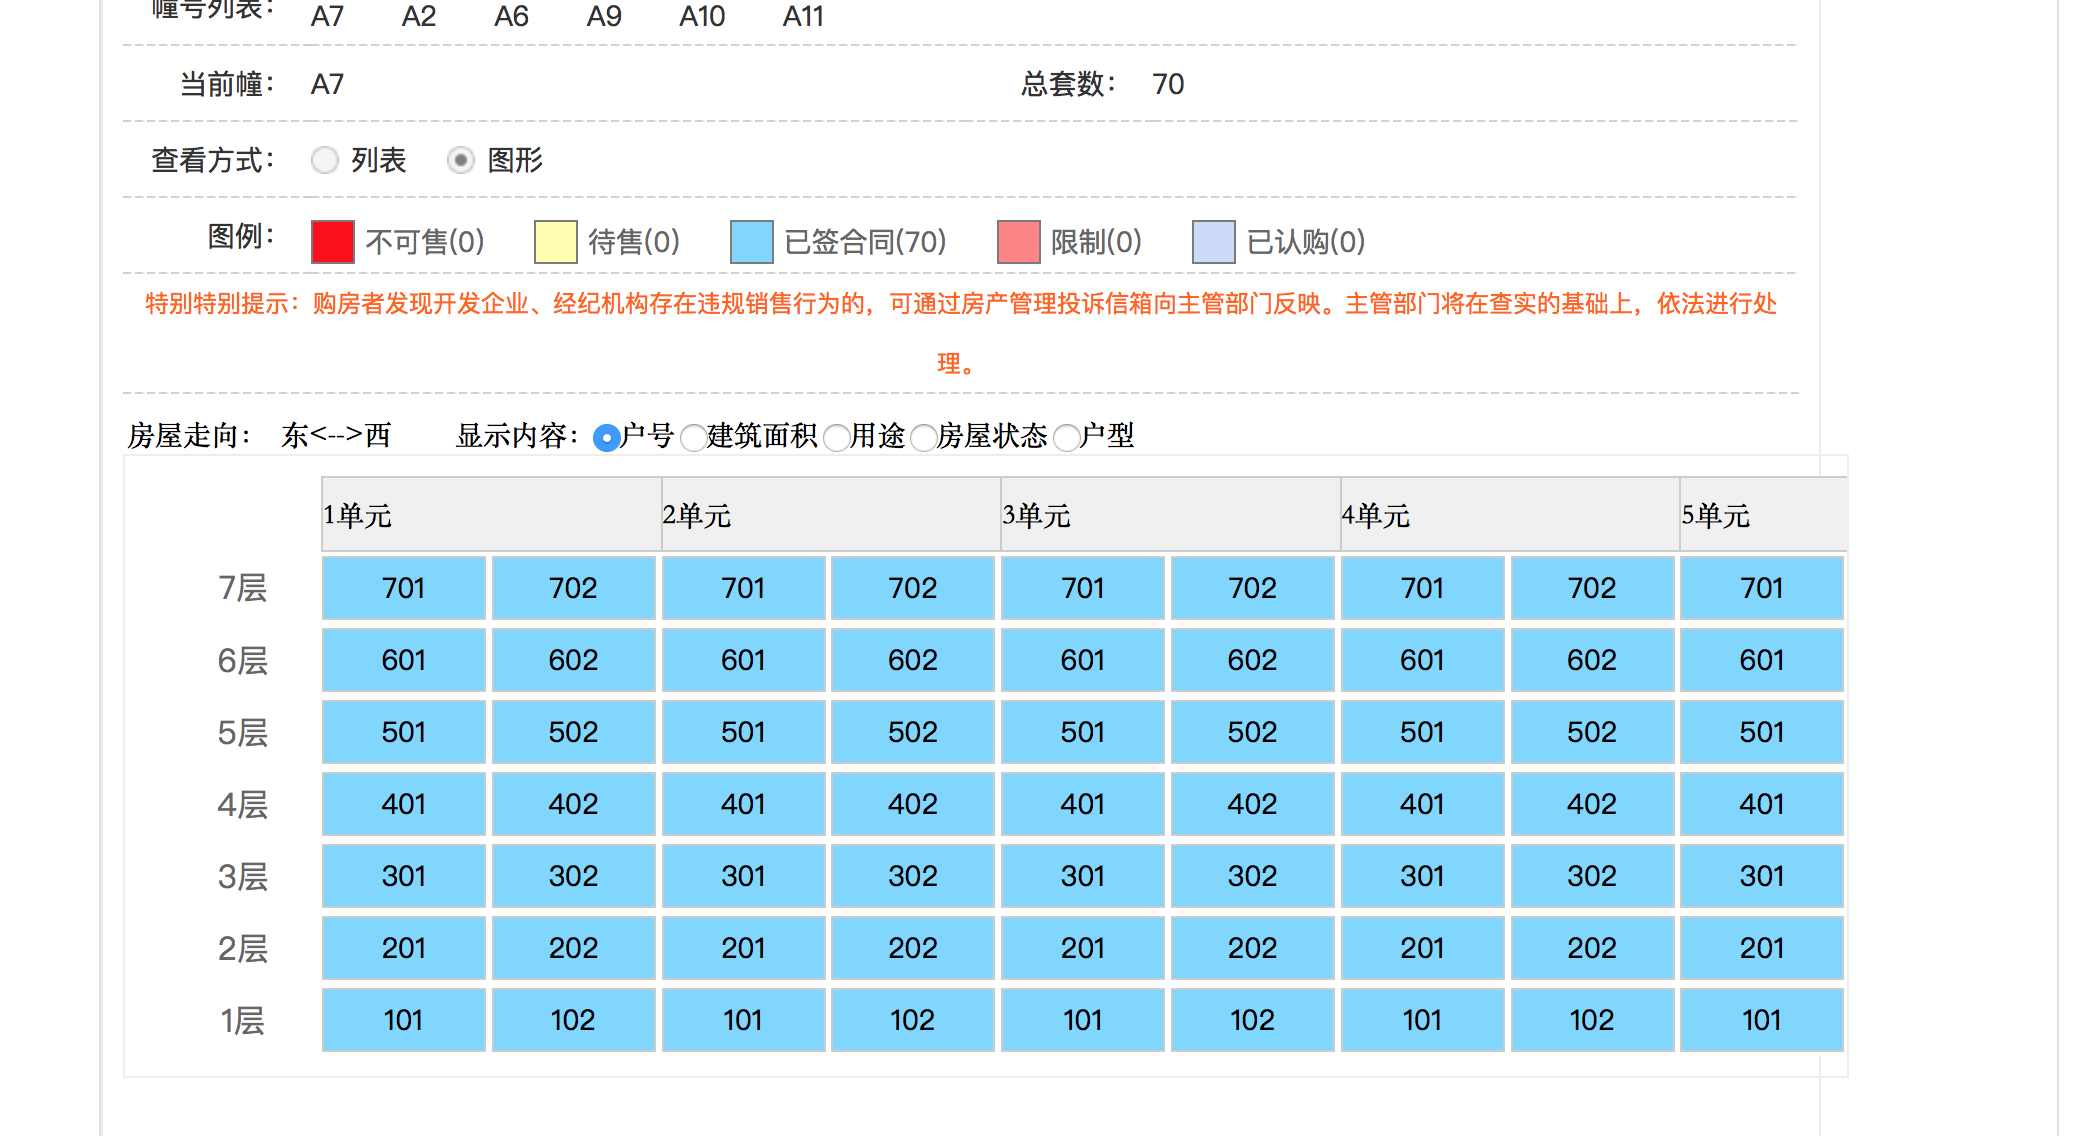 幢号列表： A7 A2 A6 A9 A10 A11
当前幢： A7 总套数： 70
查看方式： 列表 图形
图例： 不可售(0) 待售(0) 已签合同(70) 限制(0) 已认购(0)
特别特别提示：购房者发现开发企业、经纪机构存在违规销售行为的，可通过房产管理投诉信箱向主管部门反映。主管部门将在查实的基础上，依法进行处
理。
房屋走向： 东<-->西 显示内容： 户号 建筑面积 用途 房屋状态 户型
1单元 2单元 3单元 4单元 5单元
7层 701 702 701 702 701 702 701 702 701
6层 601 602 601 602 601 602 601 602 601
5层 501 502 501 502 501 502 501 502 501
4层 401 402 401 402 401 402 401 402 401
3层 301 302 301 302 301 302 301 302 301
2层 201 202 201 202 201 202 201 202 201
1层 101 102 101 102 101 102 101 102 101